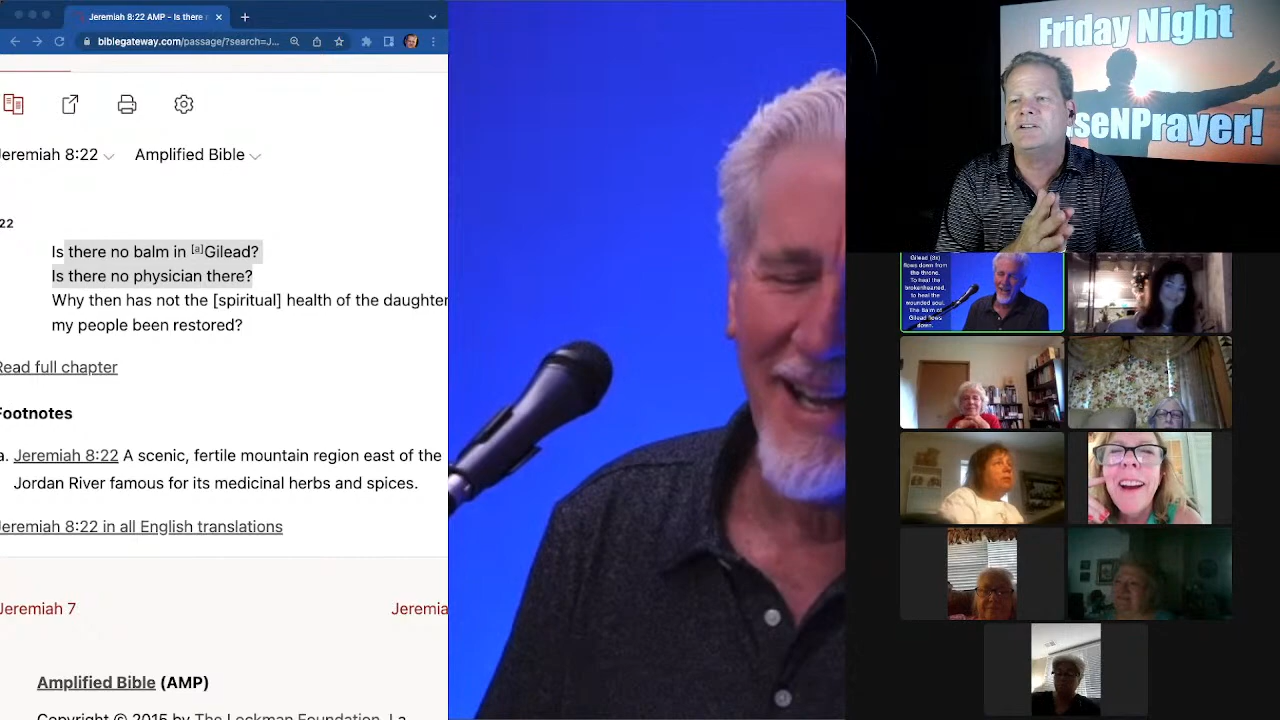 Jeremiah 8:22 AMP - Is there
biblegateway.com/passage/?search=J...
Jeremiah 8:22
Amplified Bible
22
Is there no balm in [a]Gilead?
Is there no physician there?
Why then has not the [spiritual] health of the daughter
my people been restored?
Read full chapter
Footnotes
a. Jeremiah 8:22 A scenic, fertile mountain region east of the
Jordan River famous for its medicinal herbs and spices.
Jeremiah 8:22 in all English translations
Jeremiah 7
Jeremia
Amplified Bible (AMP)
Copyright © 2015 by The Lockman Foundation, La
Friday Night
seNPrayer!
Gilead (3x)
flows down from
the throne.
To heal the
brokenhearted,
to heal the
wounded soul.
The Balm of
Gilead flows
down.